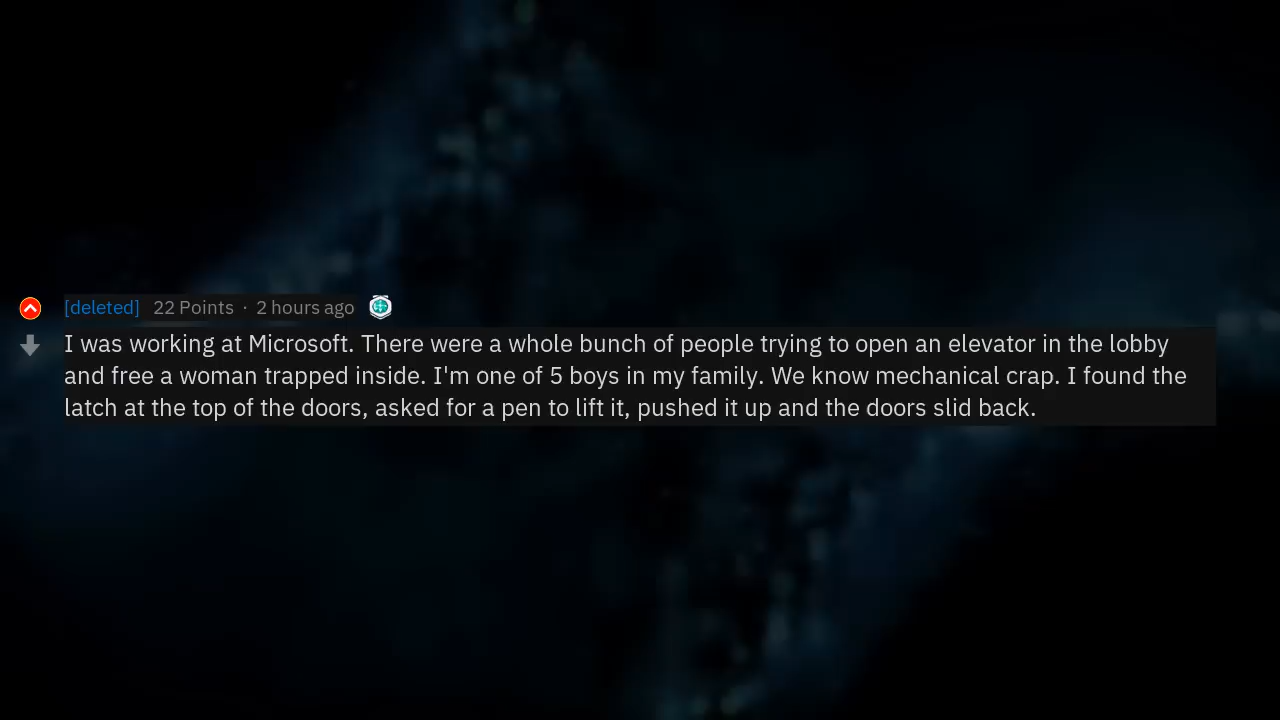 [deleted] 22 Points · 2 hours ago
I was working at Microsoft. There were a whole bunch of people trying to open an elevator in the lobby
and free a woman trapped inside. I'm one of 5 boys in my family. We know mechanical crap. I found the
latch at the top of the doors, asked for a pen to lift it, pushed it up and the doors slid back.